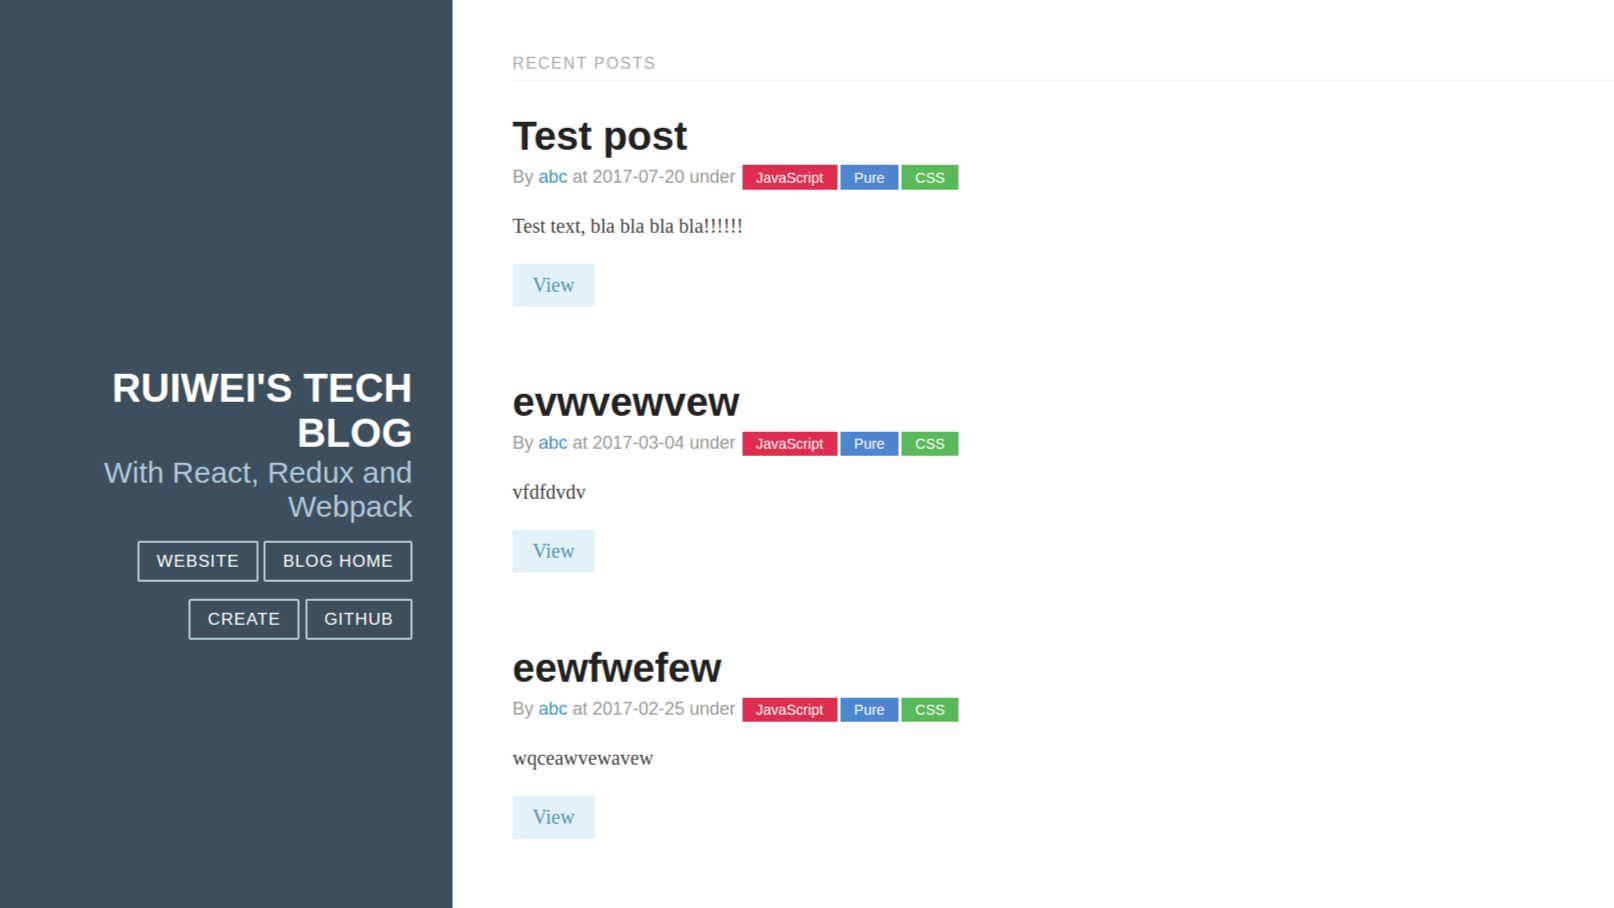 RUIWEI'S TECH
BLOG
With React, Redux and
Webpack
WEBSITE BLOG HOME
CREATE GITHUB
RECENT POSTS
Test post
By abc at 2017-07-20 under JavaScript Pure CSS
Test text, bla bla bla bla!!!!!!
View
evwvewvvew
By abc at 2017-03-04 under JavaScript Pure CSS
vfdfdvdv
View
eewfwefew
By abc at 2017-02-25 under JavaScript Pure CSS
wqceawvewavew
View